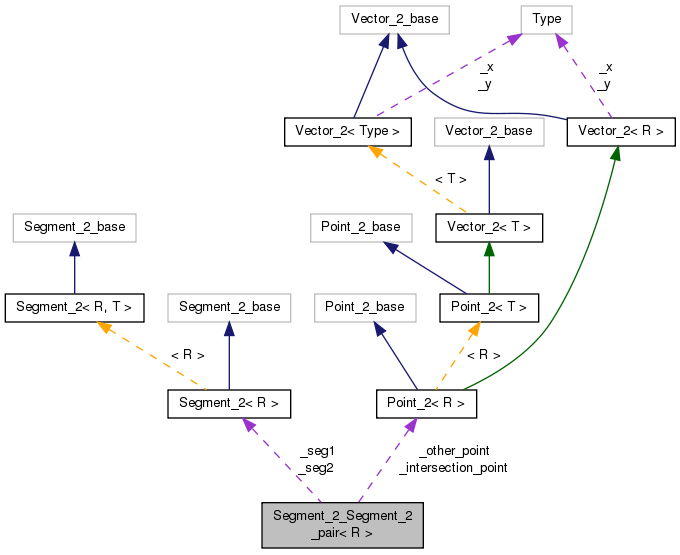 Vector_2_base
Type
_x
_y
_x
_y
Vector_2< Type >
Vector_2_base
Vector_2< R >
< T >
Segment_2_base
Point_2_base
Vector_2< T >
Segment_2< R, T >
Segment_2_base
Point_2_base
Point_2< T >
< R >
< R >
Segment_2< R >
Point_2< R >
_seg1
_seg2
_other_point
_intersection_point
Segment_2_Segment_2
_pair< R >